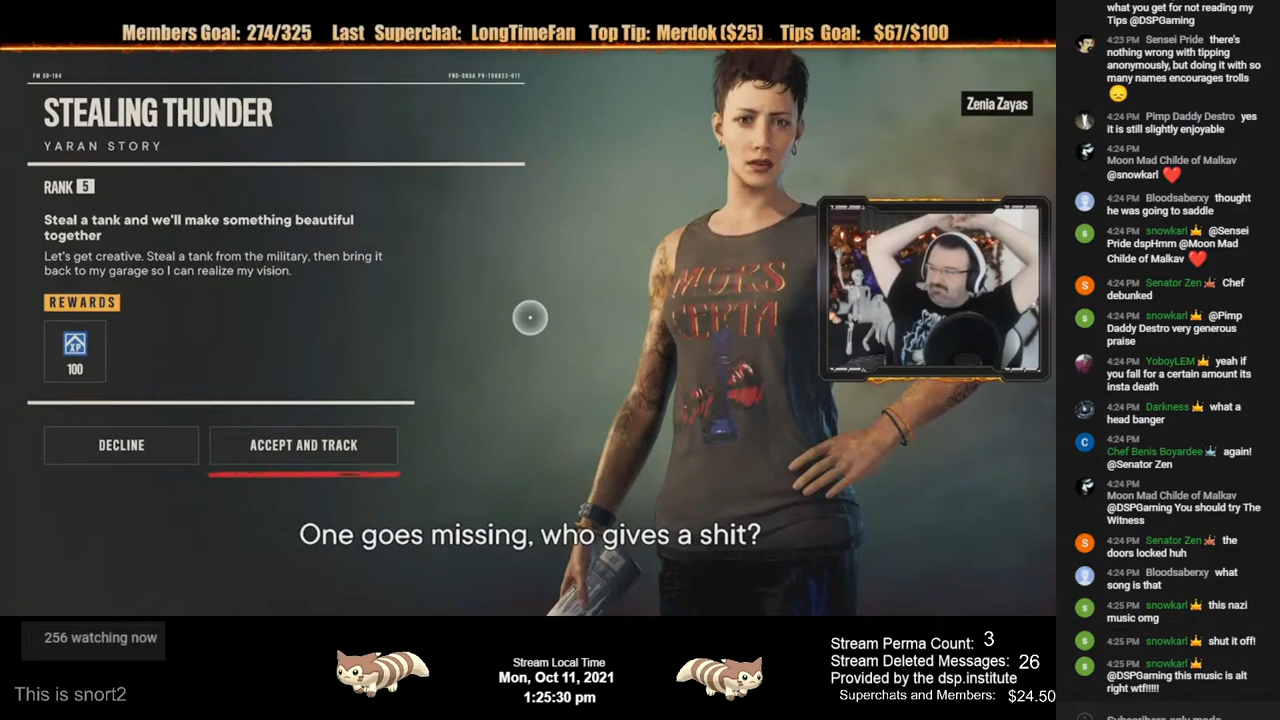 Members Goal: 274/325 Last Superchat: LongTimeFan Top Tip: Merdok ($25) Tips Goal: $67/$100
STEALING THUNDER
YARAN STORY
RANK 5
Steal a tank and we'll make something beautiful
together
Let's get creative. Steal a tank from the military, then bring it
back to my garage so I can realize my vision.
REWARDS
XP
100
DECLINE
ACCEPT AND TRACK
Zenia Zayas
MORS
CERTA
One goes missing, who gives a shit?
256 watching now
This is snort2
Stream Local Time
Mon, Oct 11, 2021
1:25:30 pm
Stream Perma Count: 3
Stream Deleted Messages: 26
Provided by the dsp.institute
Superchats and Members: $24.50
what you get for not reading my
Tips @DSPGaming
4:23 PM Sensei Pride there's
nothing wrong with tipping
anonymously, but doing it with so
many names encourages trolls
4:24 PM Pimp Daddy Destro yes
it is still slightly enjoyable
4:24 PM
Moon Mad Childe of Malkav
@snowkarl
4:24 PM Bloodsaberxy thought
he was going to saddle
4:24 PM snowkarl @Sensei
Pride dspHmm @Moon Mad
Childe of Malkav
4:24 PM Senator Zen Chef
debunked
4:24 PM snowkarl @Pimp
Daddy Destro very generous
praise
4:24 PM YoboyLEM yeah if
you fall for a certain amount its
insta death
4:24 PM Darkness what a
head banger
4:24 PM
Chef Benis Boyardee again!
@Senator Zen
4:24 PM
Moon Mad Childe of Malkav
@DSPGaming You should try The
Witness
4:24 PM Senator Zen the
doors locked huh
4:24 PM Bloodsaberxy what
song is that
4:25 PM snowkarl this nazi
music omg
4:25 PM snowkarl shut it off!
4:25 PM snowkarl
@DSPGaming this music is alt
right wtf!!!!!